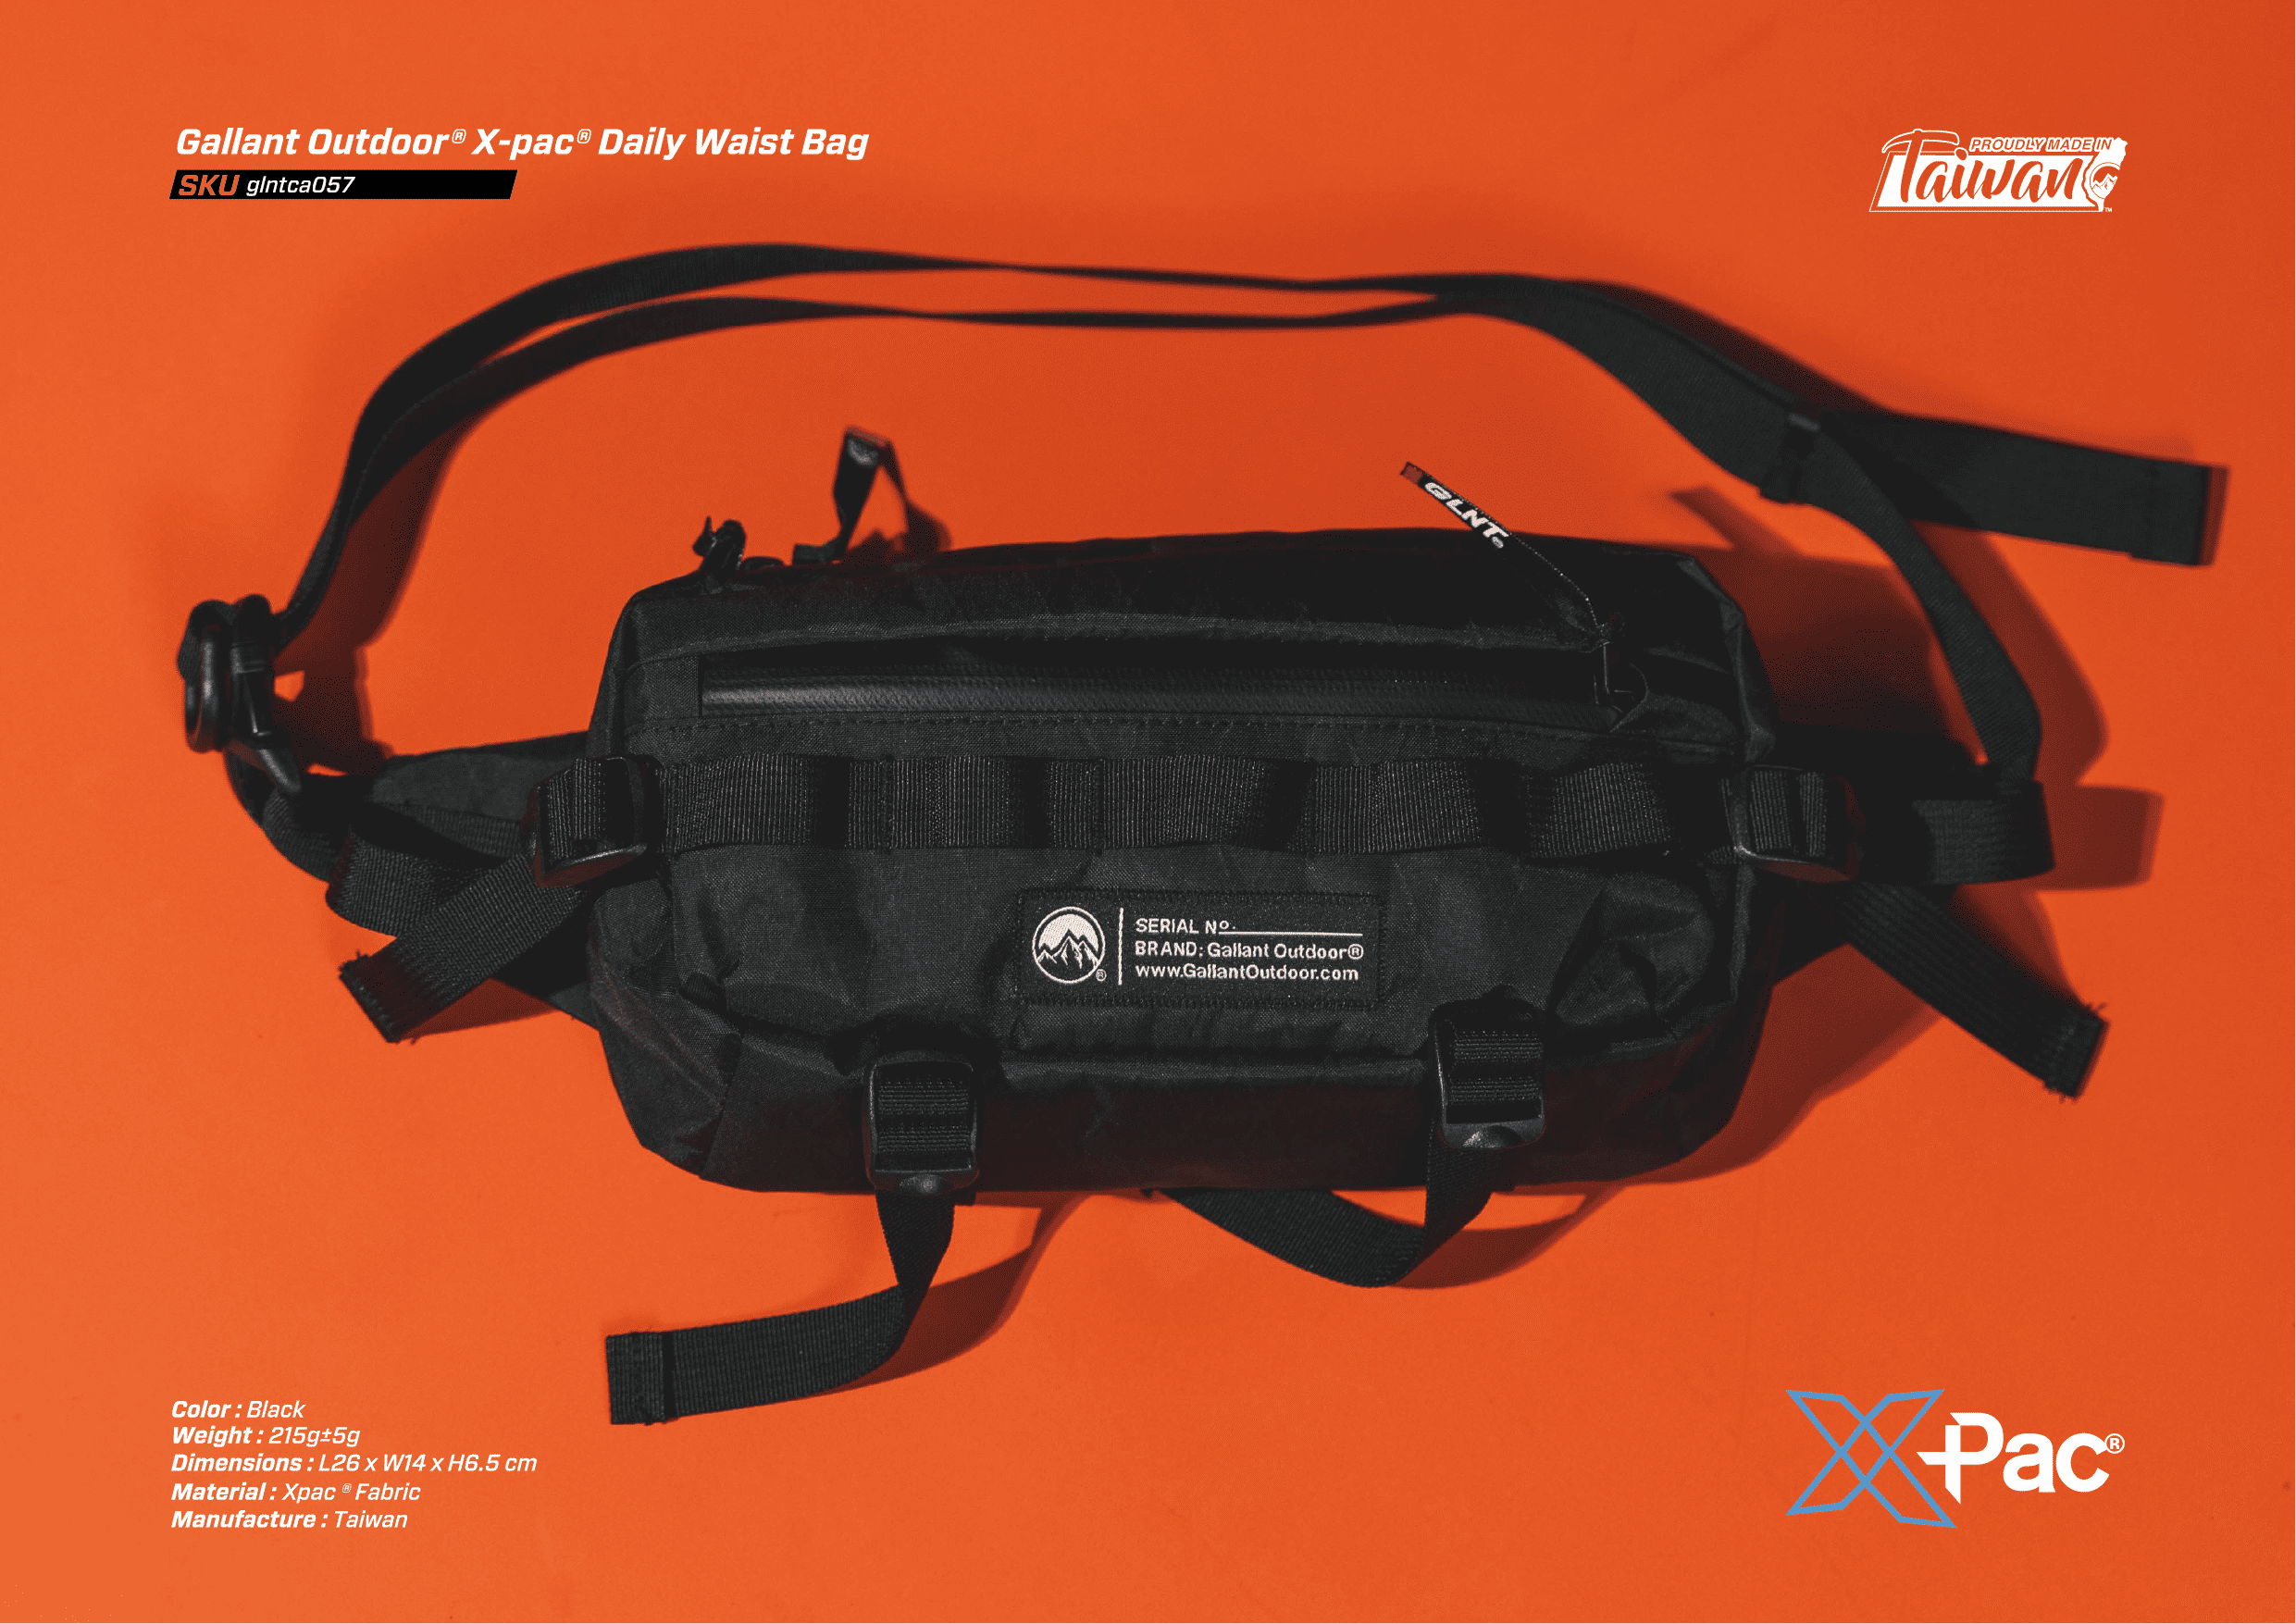 Gallant Outdoor® X-pac® Daily Waist Bag
SKU glntca057
PROUDLY MADE IN
Taiwan
TM
GLNT
SERIAL Nº.
BRAND: Gallant Outdoor®
www.GallantOutdoor.com
®
Color : Black
Weight : 215g±5g
Dimensions : L26 x W14 x H6.5 cm
Material : Xpac ® Fabric
Manufacture : Taiwan
X-Pac®